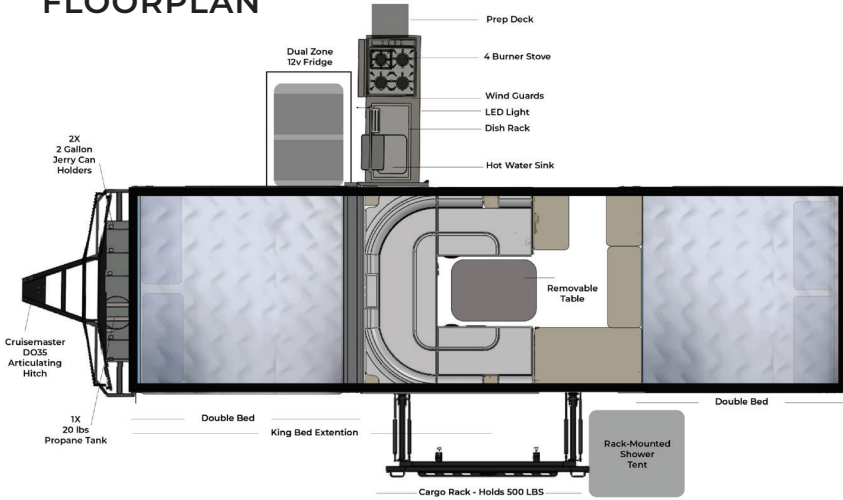 FLOORPLAN
Prep Deck
Dual Zone
12v Fridge
4 Burner Stove
Wind Guards
LED Light
Dish Rack
Hot Water Sink
2X
2 Gallon
Jerry Can
Holders
Removable
Table
Cruisemaster
DO35
Articulating
Hitch
1X
20 lbs
Propane Tank
Double Bed
King Bed Extention
Double Bed
Rack-Mounted
Shower
Tent
Cargo Rack - Holds 500 LBS